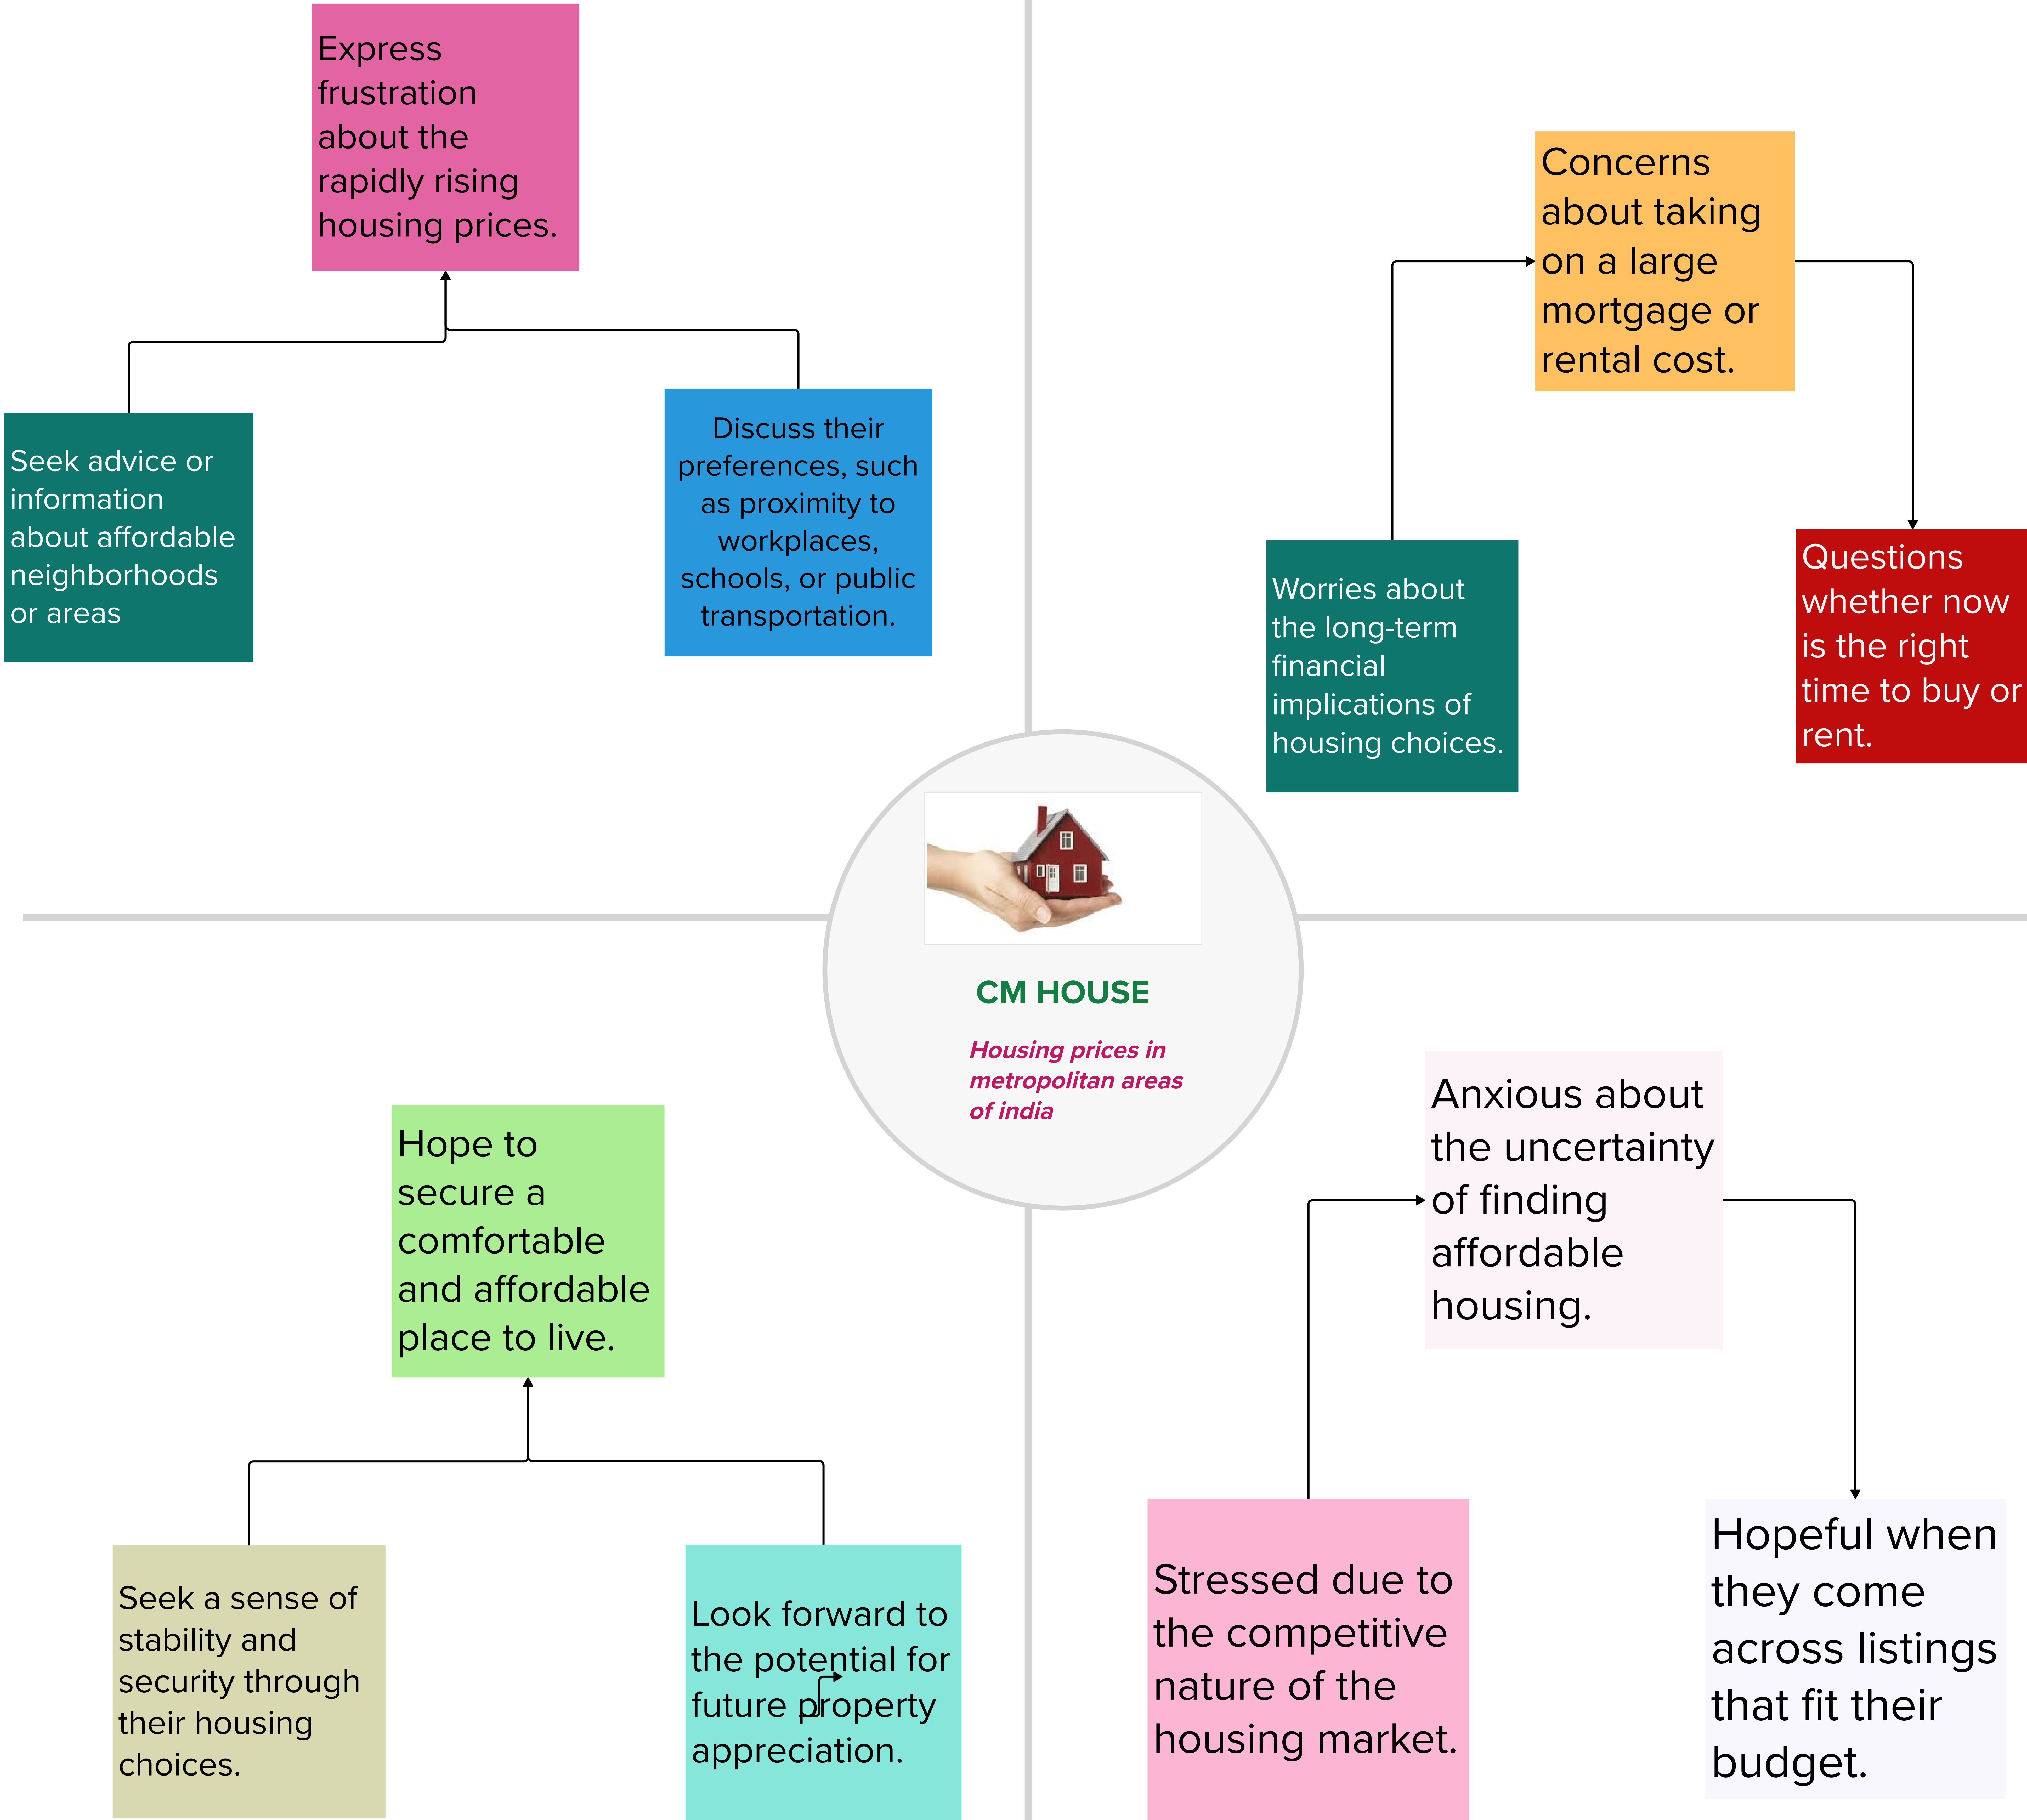 Express
frustration
about the
rapidly rising
housing prices.
Seek advice or
information
about affordable
neighborhoods
or areas
Discuss their
preferences, such
as proximity to
workplaces,
schools, or public
transportation.
Concerns
about taking
on a large
mortgage or
rental cost.
Worries about
the long-term
financial
implications of
housing choices.
Questions
whether now
is the right
time to buy or
rent.
CM HOUSE
Housing prices in
metropolitan areas
of india
Hope to
secure a
comfortable
and affordable
place to live.
Seek a sense of
stability and
security through
their housing
choices.
Look forward to
the potential for
future property
appreciation.
Anxious about
the uncertainty
of finding
affordable
housing.
Stressed due to
the competitive
nature of the
housing market.
Hopeful when
they come
across listings
that fit their
budget.